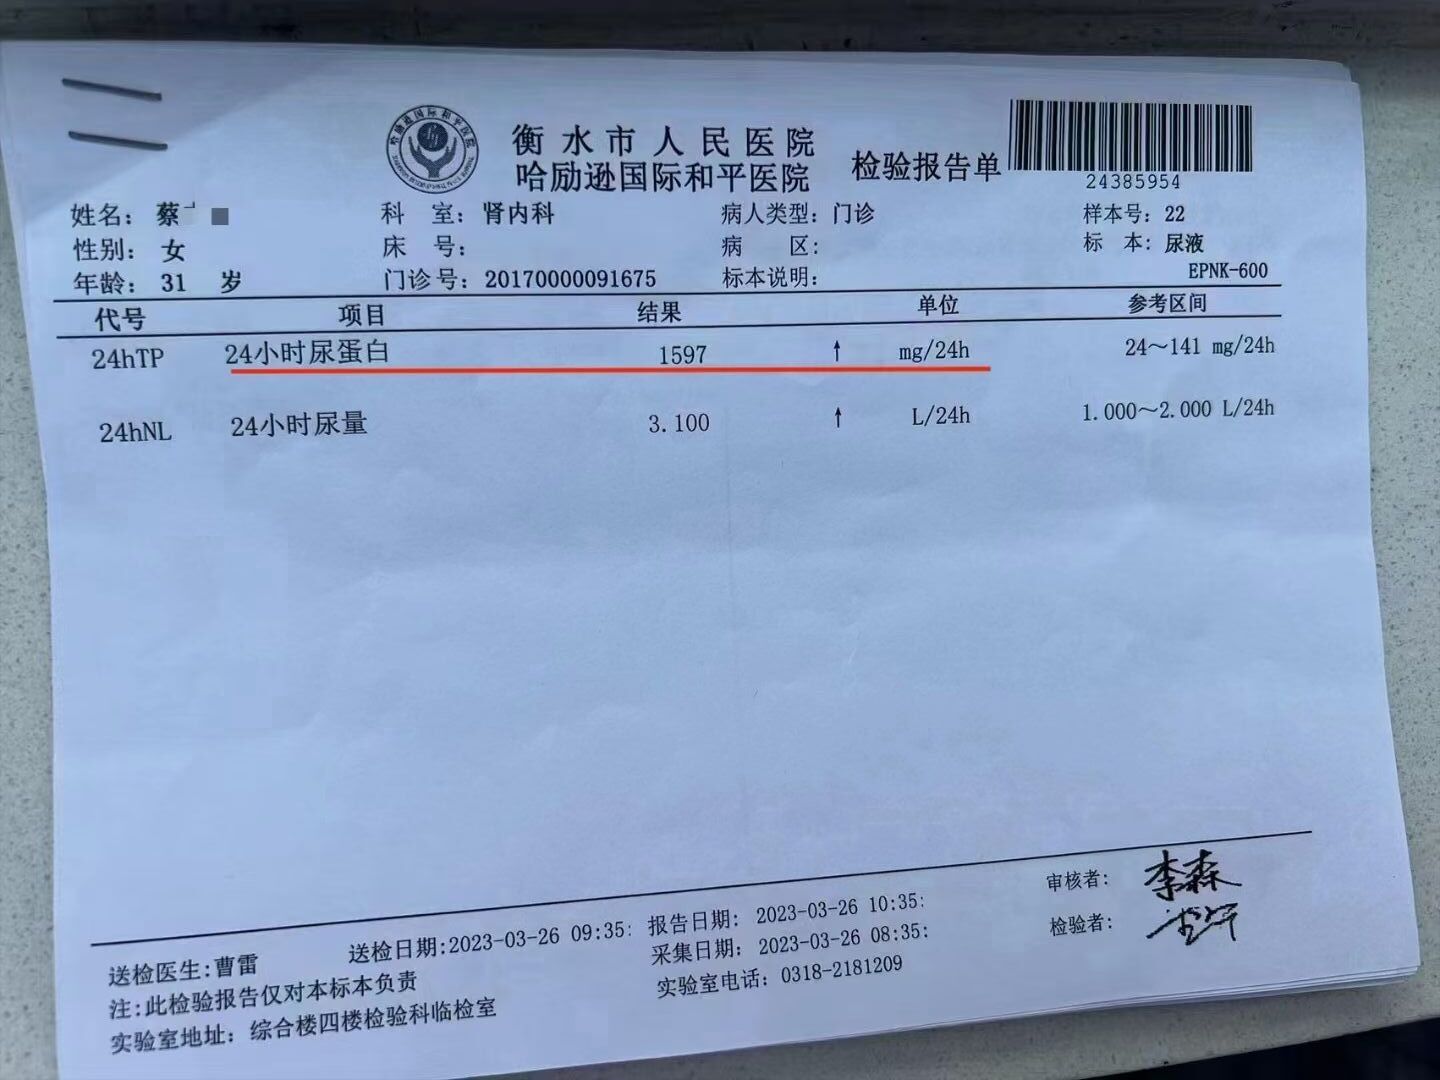 衡水市人民医院
哈励逊国际和平医院 检验报告单
24385954
姓名： 蔡 科 室：肾内科 病人类型：门诊 样本号：22
性别： 女 床 号： 病 区： 标 本：尿液
年龄： 31 岁 门诊号：20170000091675 标本说明： EPNK-600
代号 项目 结果 单位 参考区间
24hTP 24小时尿蛋白 1597 ↑ mg/24h 24～141 mg/24h
24hNL 24小时尿量 3.100 ↑ L/24h 1.000～2.000 L/24h
审核者： 李森
检验者：
送检医生:曹雷 送检日期:2023-03-26 09:35: 报告日期： 2023-03-26 10:35:
采集日期： 2023-03-26 08:35:
注:此检验报告仅对本标本负责
实验室电话：0318-2181209
实验室地址：综合楼四楼检验科临检室